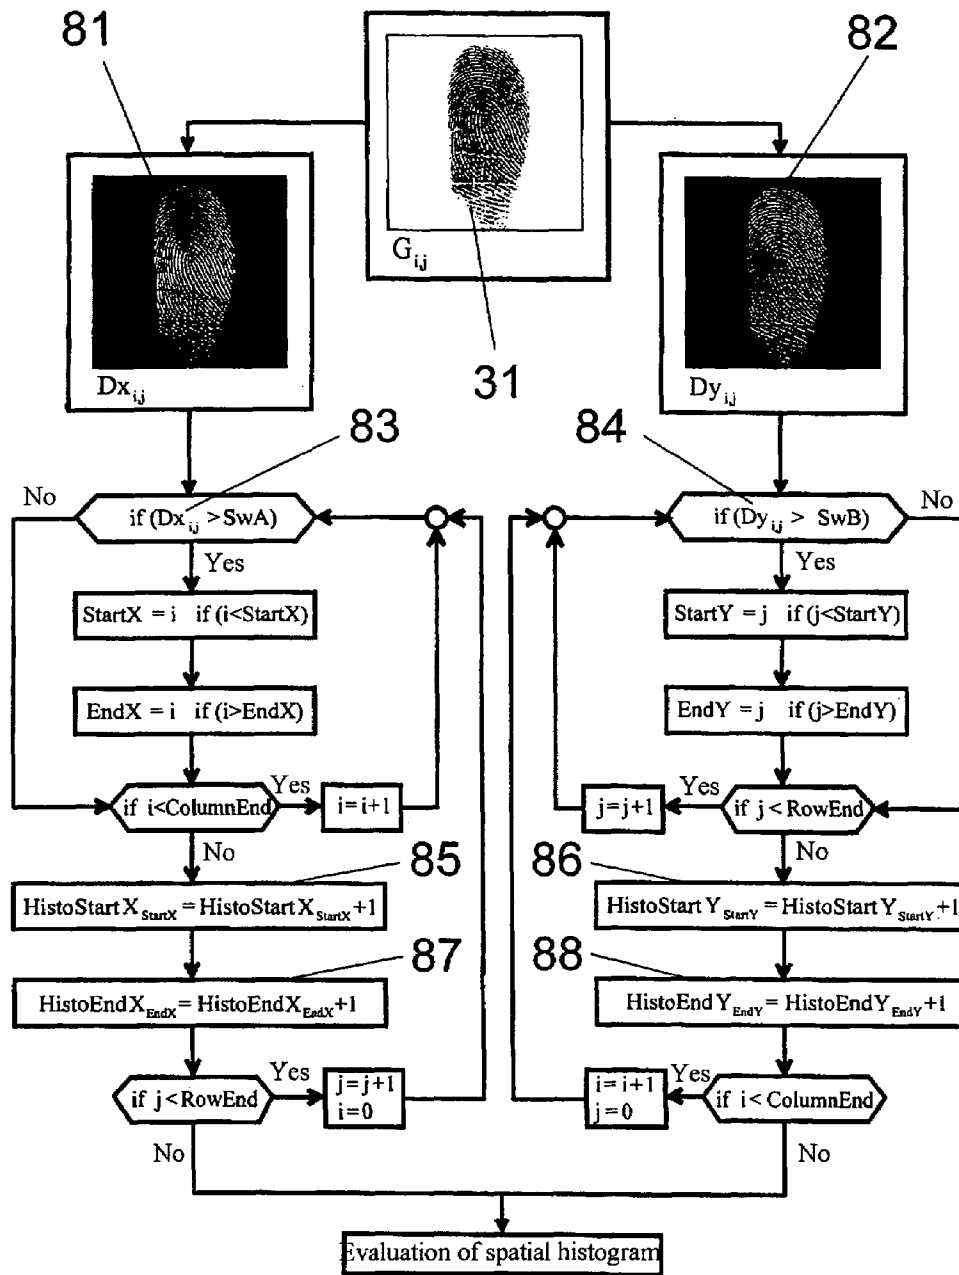 81
82
G i,j
31
Dx i,j
Dy i,j
83
84
No
if (Dx i,j > SwA)
if (Dy i,j > SwB)
No
Yes
Yes
StartX = i if (i<StartX)
StartY = j if (j<StartY)
EndX = i if (i>EndX)
EndY = j if (j>EndY)
if i<ColumnEnd
Yes
i=i+1
j=j+1
Yes
if j<RowEnd
No
No
85
86
HistoStartX StartX = HistoStartX StartX +1
HistoStartY StartY = HistoStartY StartY +1
87
88
HistoEndX EndX = HistoEndX EndX +1
HistoEndY EndY = HistoEndY EndY +1
if j<RowEnd
Yes
j=j+1
i=0
i=i+1
j=0
Yes
if i<ColumnEnd
No
No
Evaluation of spatial histogram